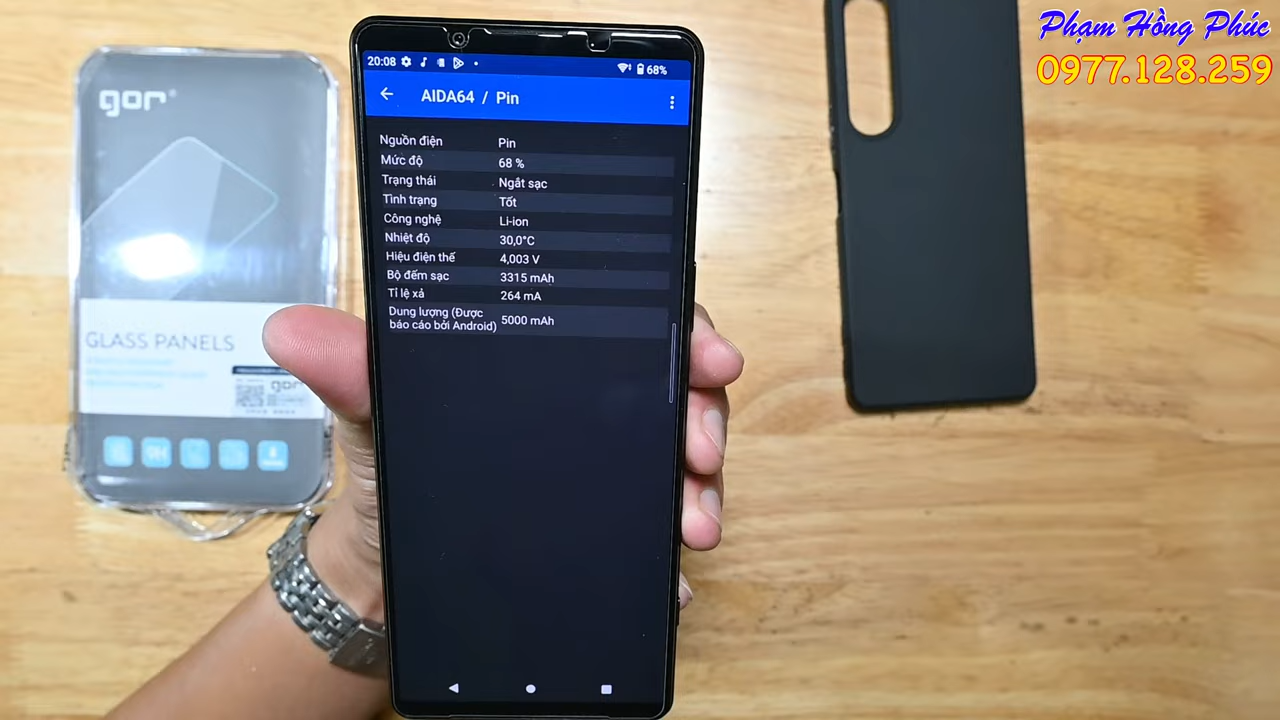 Phạm Hồng Phúc
0977.128.259
gor®
20:08
68%
AIDA64 / Pin
Nguồn điện Pin
Mức độ 68 %
Trạng thái Ngắt sạc
Tình trạng Tốt
Công nghệ Li-ion
Nhiệt độ 30,0°C
Hiệu điện thế 4,003 V
Bộ đếm sạc 3315 mAh
Tỉ lệ xả 264 mA
Dung lượng (Được
báo cáo bởi Android) 5000 mAh
GLASS PANELS
gor
9H